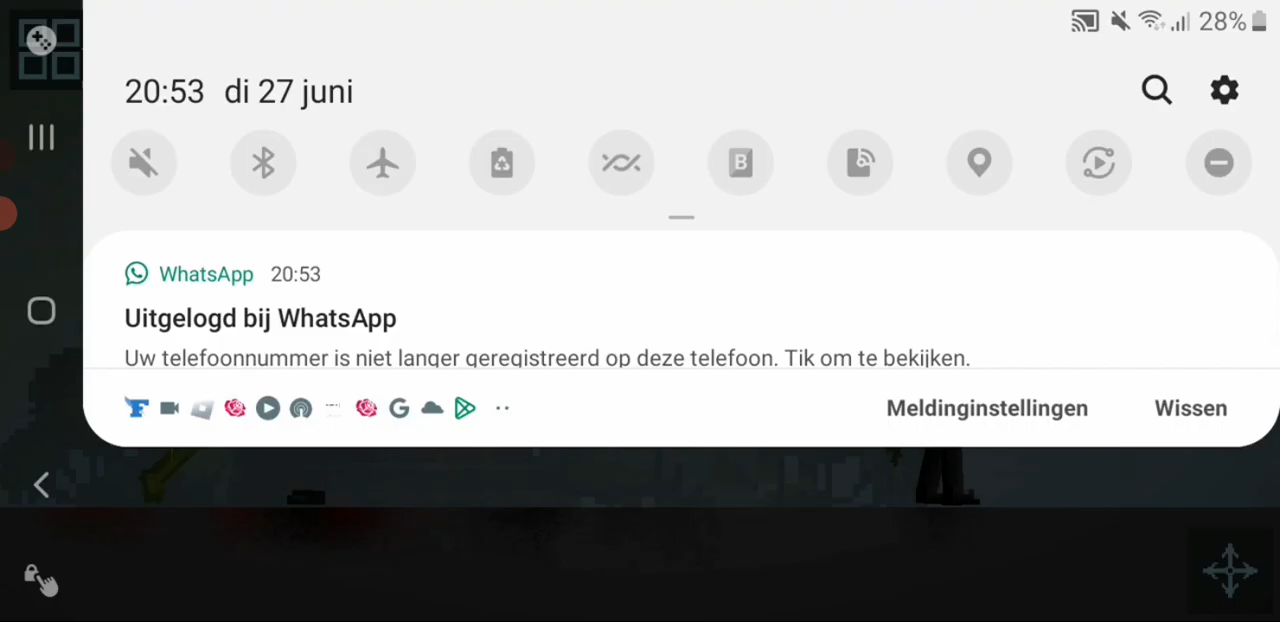 28%
20:53 di 27 juni
B
WhatsApp 20:53
Uitgelogd bij WhatsApp
Uw telefoonnummer is niet langer geregistreerd op deze telefoon. Tik om te bekijken.
Meldinginstellingen Wissen